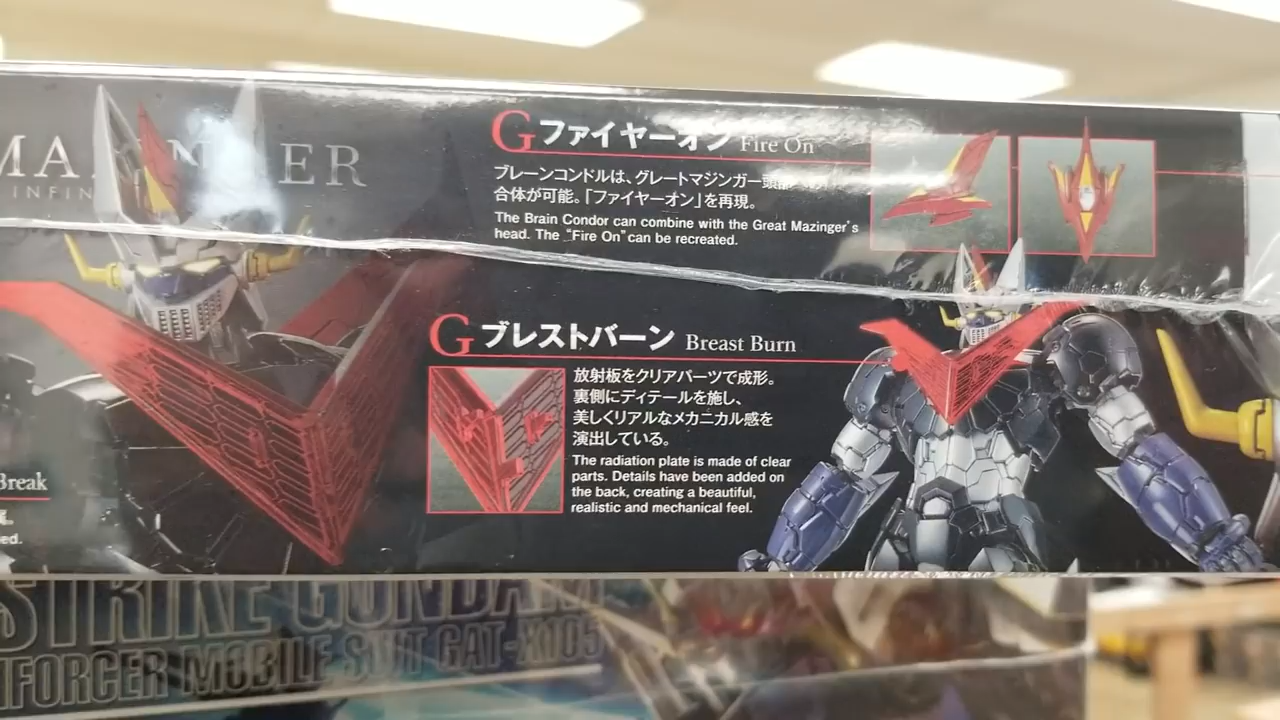 G ファイヤーオン Fire On
ブレーンコンドルは、グレートマジンガー頭部
合体が可能。「ファイヤーオン」を再現。
The Brain Condor can combine with the Great Mazinger's
head. The "Fire On" can be recreated.
G ブレストバーン Breast Burn
放射板をクリアパーツで成形。
裏側にディテールを施し、
美しくリアルなメカニカル感を
演出している。
The radiation plate is made of clear
parts. Details have been added on
the back, creating a beautiful,
realistic and mechanical feel.
Break
STRIKE GUNDAM
MOBILE SUIT GAT-X105